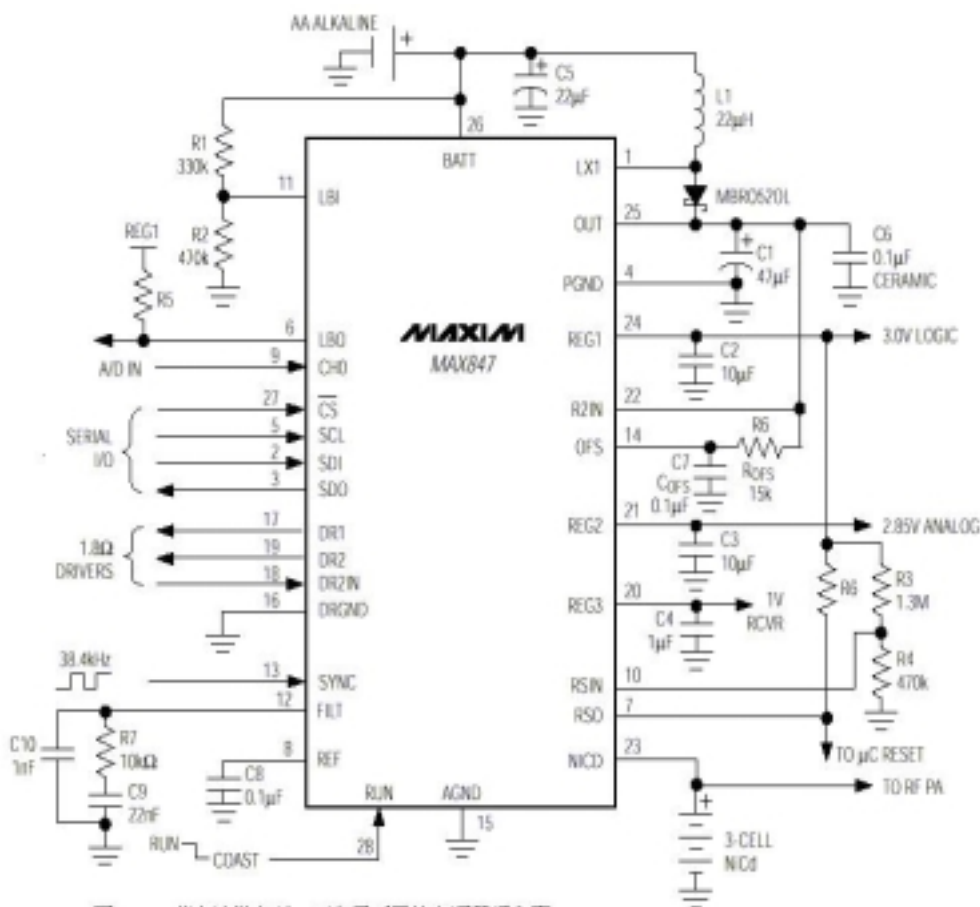 AA ALKALINE
+
C5
22μF
L1
22μH
R1
330k
26
BATT
LX1
1
MBR0520L
11
LBI
OUT
25
REG1
R2
470k
+
C1
47μF
C6
0.1μF
CERAMIC
PGND
4
R5
MAXIM
MAX847
REG1
24
3.0V LOGIC
6
LBO
A/D IN
9
CH0
C2
10μF
27
CS
R2IN
22
SERIAL
I/O
5
SCL
OFS
14
R6
ROFS
15k
2
SDI
C7
COFS
0.1μF
3
SDO
REG2
21
2.85V ANALOG
17
DR1
1.8Ω
DRIVERS
19
DR2
C3
10μF
18
DR2IN
R6
R3
1.3M
16
DRGND
REG3
20
1V
RCVR
C4
1μF
38.4kHz
13
SYNC
RSIN
10
R4
470k
12
FILT
RSO
7
C10
1nF
R7
10kΩ
TO μC RESET
8
REF
NICD
23
C9
22nF
C8
0.1μF
TO RF PA
RUN
AGND
15
+
3-CELL
NiCd
RUN
COAST
28